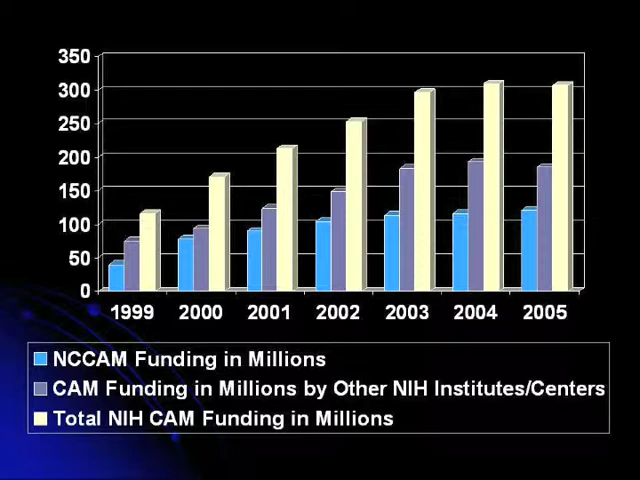 350
300
250
200
150
100
50
0
1999 2000 2001 2002 2003 2004 2005
NCCAM Funding in Millions
CAM Funding in Millions by Other NIH Institutes/Centers
Total NIH CAM Funding in Millions